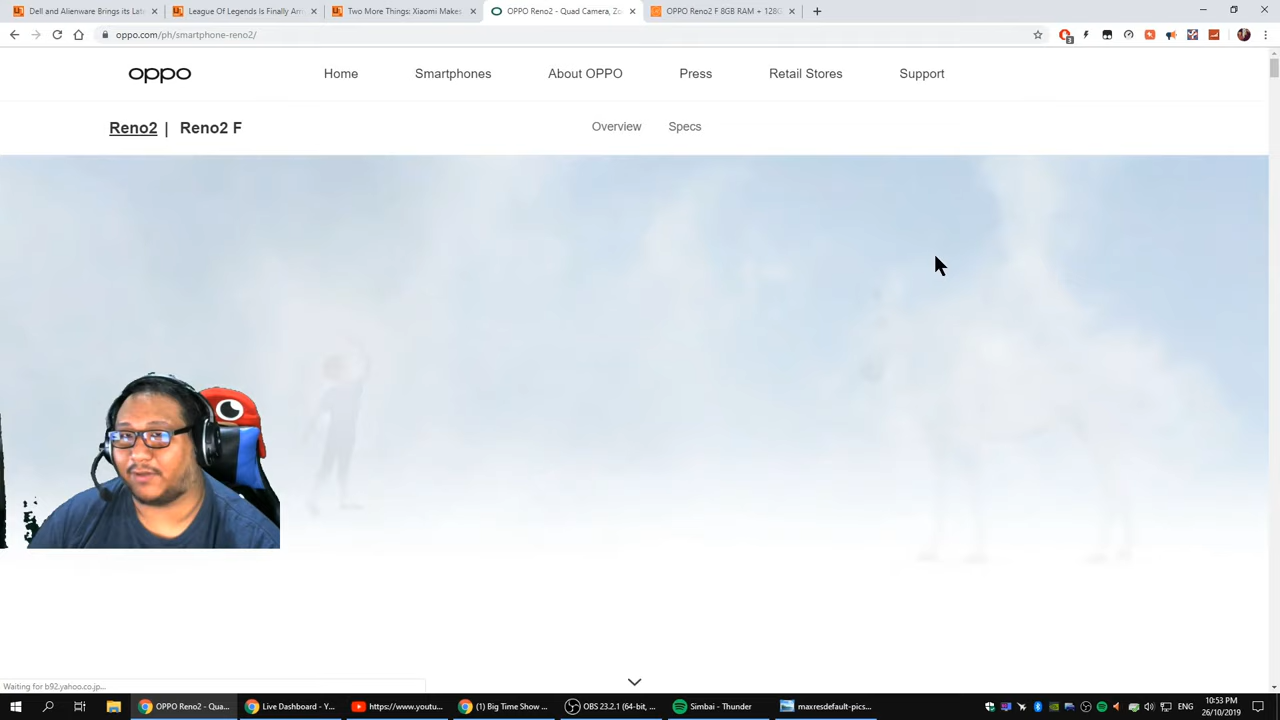 Dell and Alienware Brings its Late
League Of Legends Is Finally Arr
Two More Things: Xiaomi Makes
OPPO Reno2 - Quad Camera, Zo
OPPO Reno2 F 8GB RAM + 128G
oppo.com/ph/smartphone-reno2/
3
oppo
Home
Smartphones
About OPPO
Press
Retail Stores
Support
Reno2 | Reno2 F
Overview
Specs
Waiting for b92.yahoo.co.jp...
OPPO Reno2 - Qua...
Live Dashboard - Y...
https://www.youtu...
(1) Big Time Show ...
OBS 23.2.1 (64-bit, ...
Simbai - Thunder
maxresdefault-pics...
ENG
10:53 PM
26/10/2019